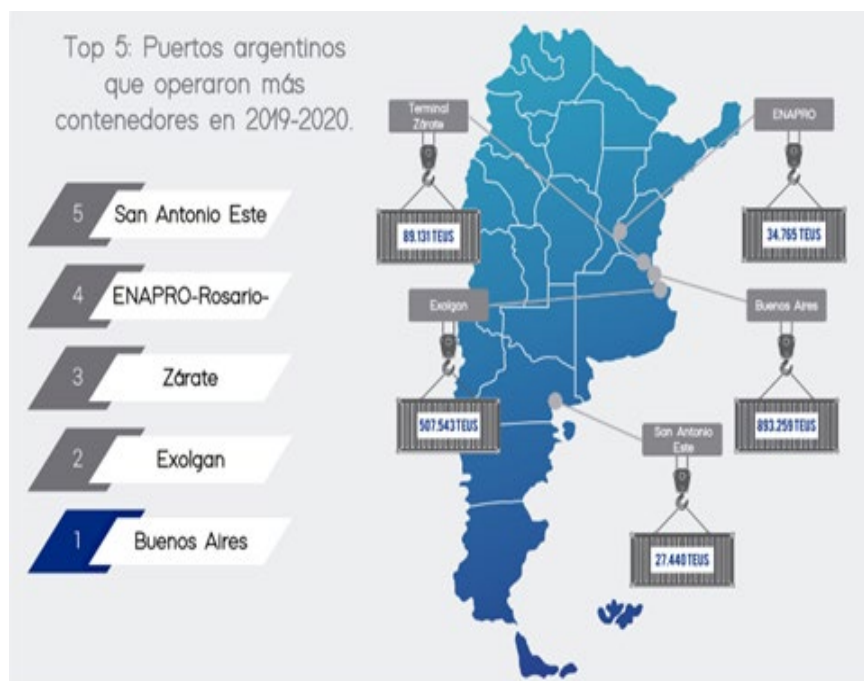 Top 5: Puertos argentinos
que operaron más
contenedores en 2019-2020.
5
San Antonio Este
4
ENAPRO-Rosario-
3
Zárate
2
Exolgan
1
Buenos Aires
Terminal
Zárate
89.131 TEUS
ENAPRO
34.765 TEUS
Exolgan
507.543 TEUS
Buenos Aires
893.259 TEUS
San Antonio
Este
27.440 TEUS